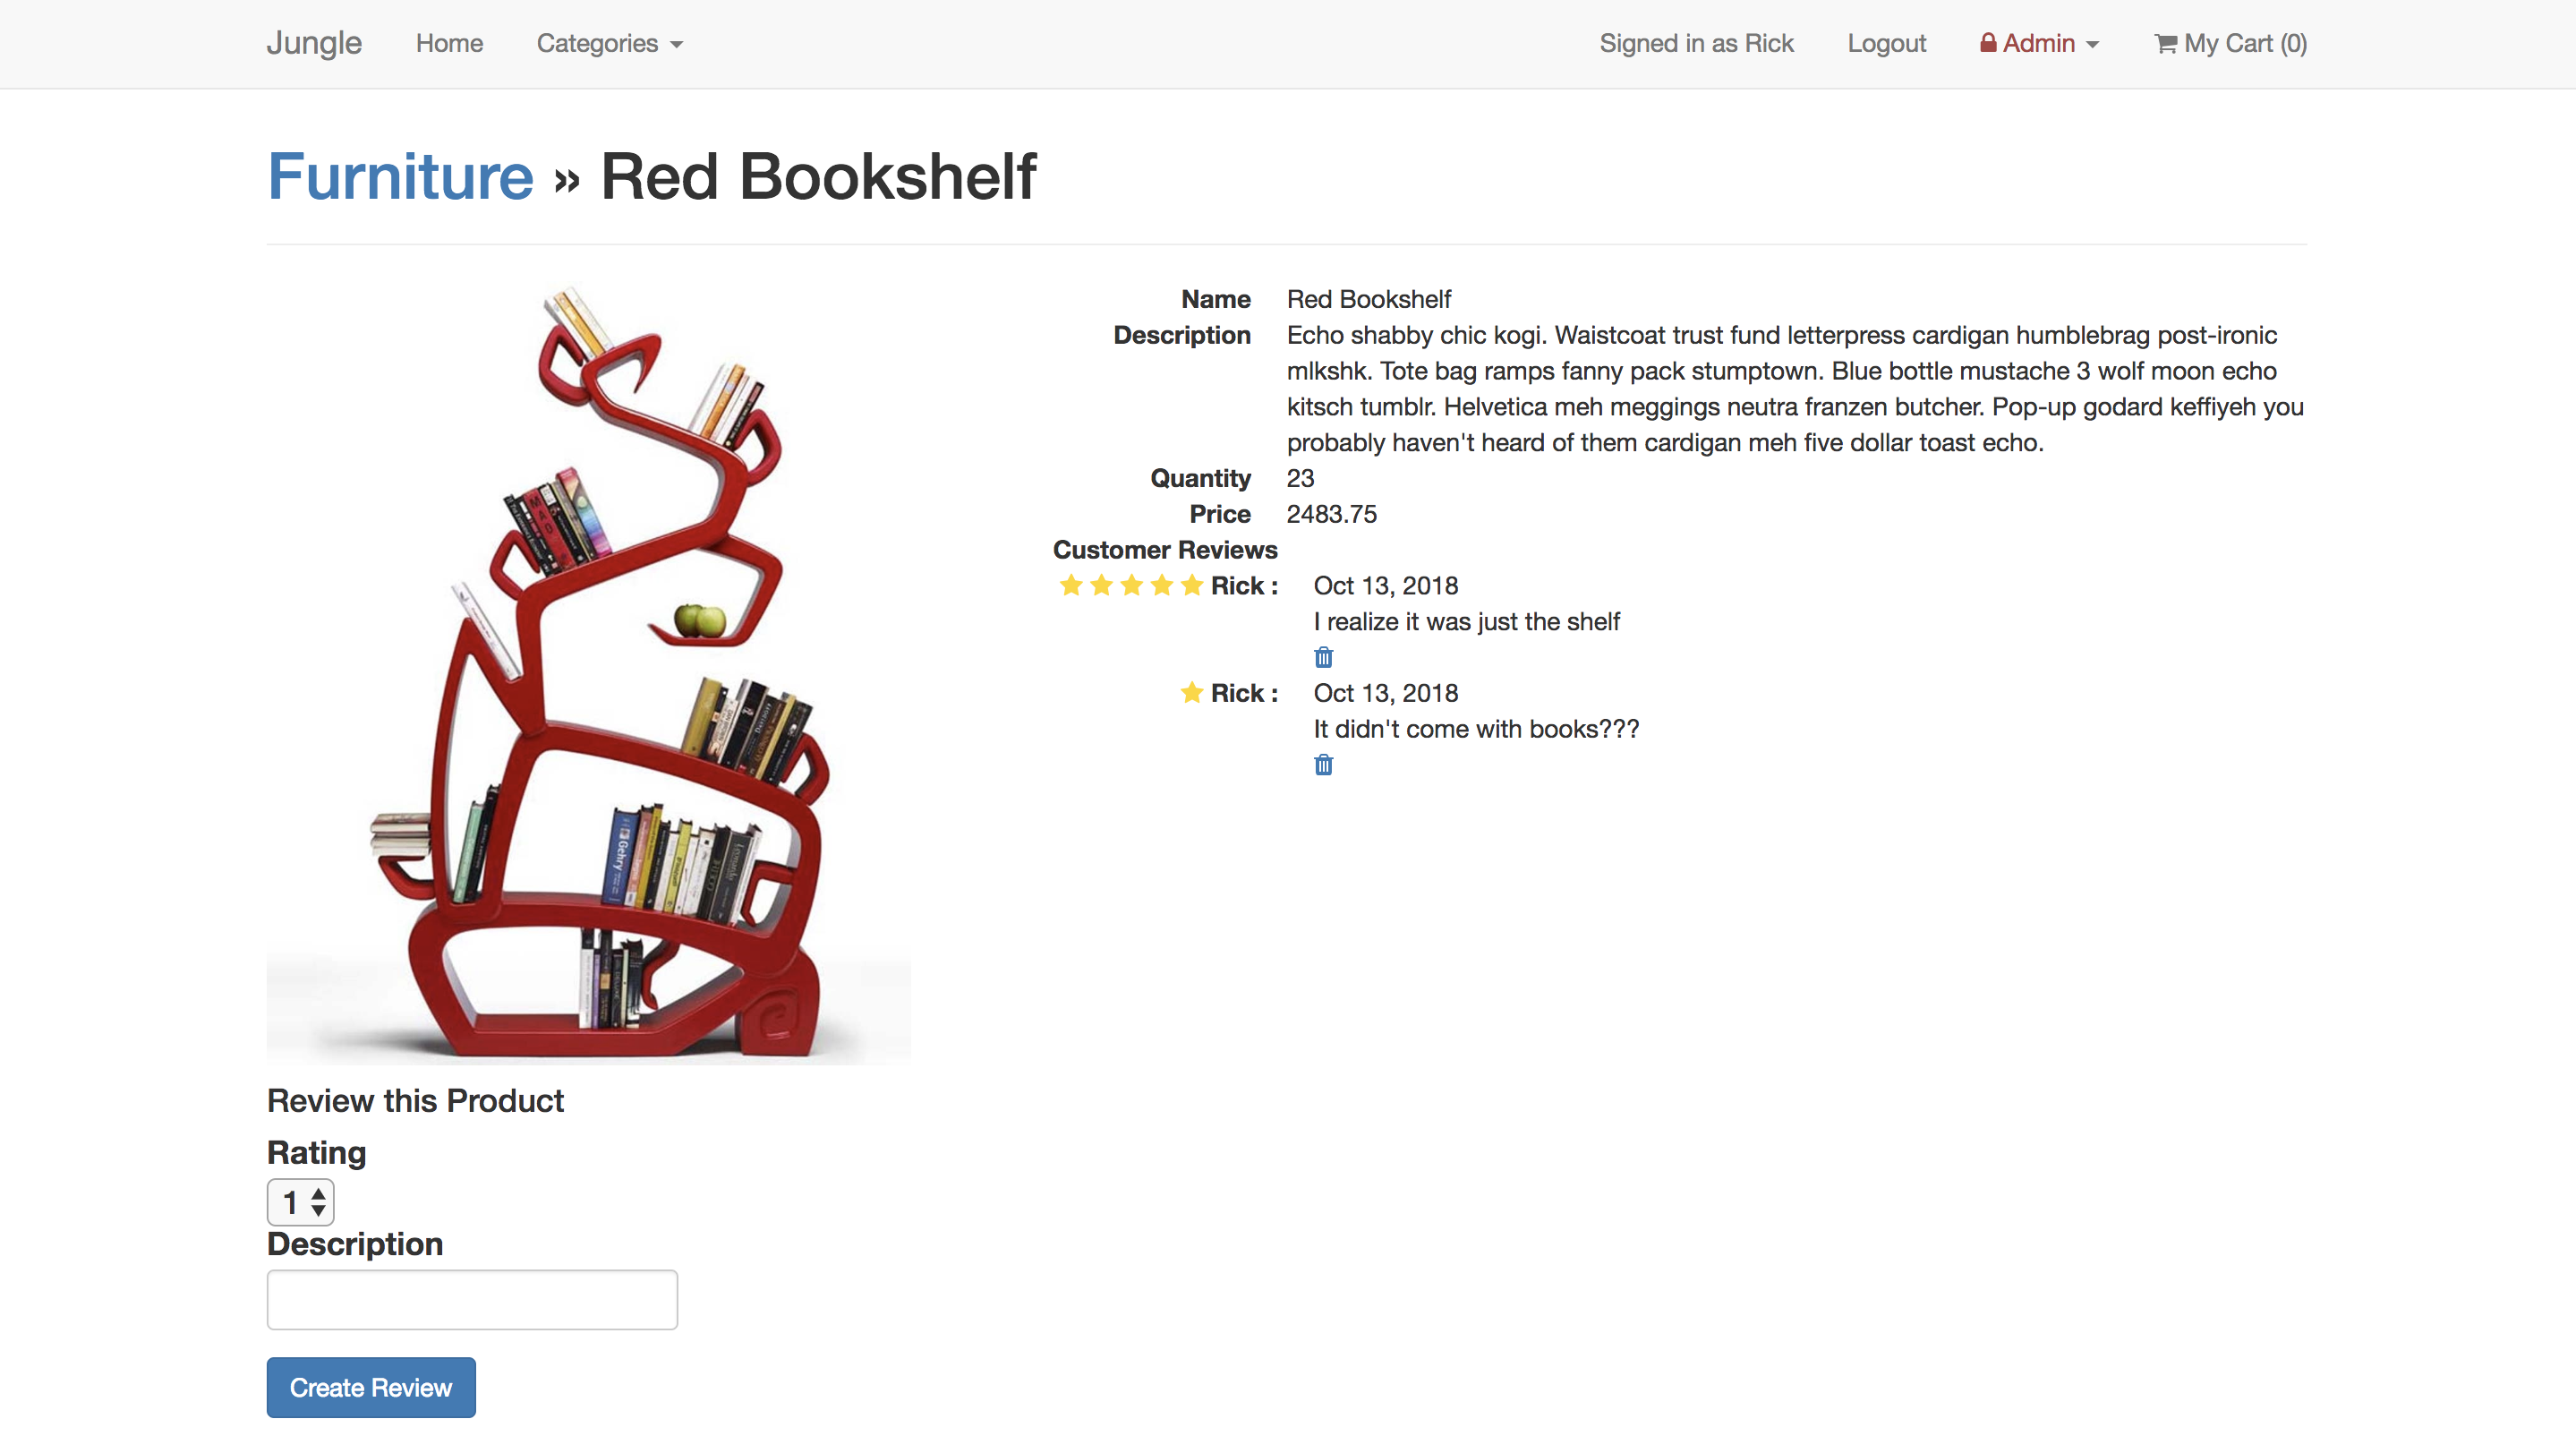 Jungle Home Categories Signed in as Rick Logout Admin My Cart (0)
Furniture » Red Bookshelf
Name Red Bookshelf
Description Echo shabby chic kogi. Waistcoat trust fund letterpress cardigan humblebrag post-ironic
mlkshk. Tote bag ramps fanny pack stumptown. Blue bottle mustache 3 wolf moon echo
kitsch tumblr. Helvetica meh meggings neutra franzen butcher. Pop-up godard keffiyeh you
probably haven't heard of them cardigan meh five dollar toast echo.
Quantity 23
Price 2483.75
Customer Reviews
Rick : Oct 13, 2018
I realize it was just the shelf
Rick : Oct 13, 2018
It didn't come with books???
MAD
Gehry
Review this Product
Rating
1
Description
Create Review